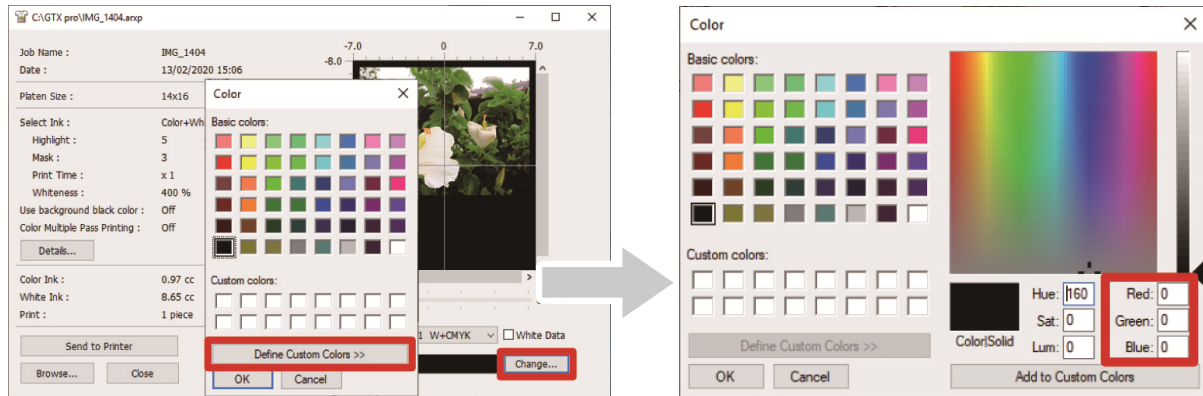 C:\GTX pro\IMG_1404.arxp
Job Name : IMG_1404
Date : 13/02/2020 15:06
Platen Size : 14x16
Select Ink : Color+Wh
Highlight : 5
Mask : 3
Print Time : x 1
Whiteness : 400 %
Use background black color : Off
Color Multiple Pass Printing : Off
Details...
Color Ink : 0.97 cc
White Ink : 8.65 cc
Print : 1 piece
Send to Printer
Browse... Close
-7.0 0 7.0
-8.0
Color
Basic colors:
Custom colors:
Define Custom Colors >>
OK Cancel
1 W+CMYK White Data
Change...
Color
Basic colors:
Custom colors:
Define Custom Colors >>
OK Cancel
Color|Solid
Hue: 160 Red: 0
Sat: 0 Green: 0
Lum: 0 Blue: 0
Add to Custom Colors